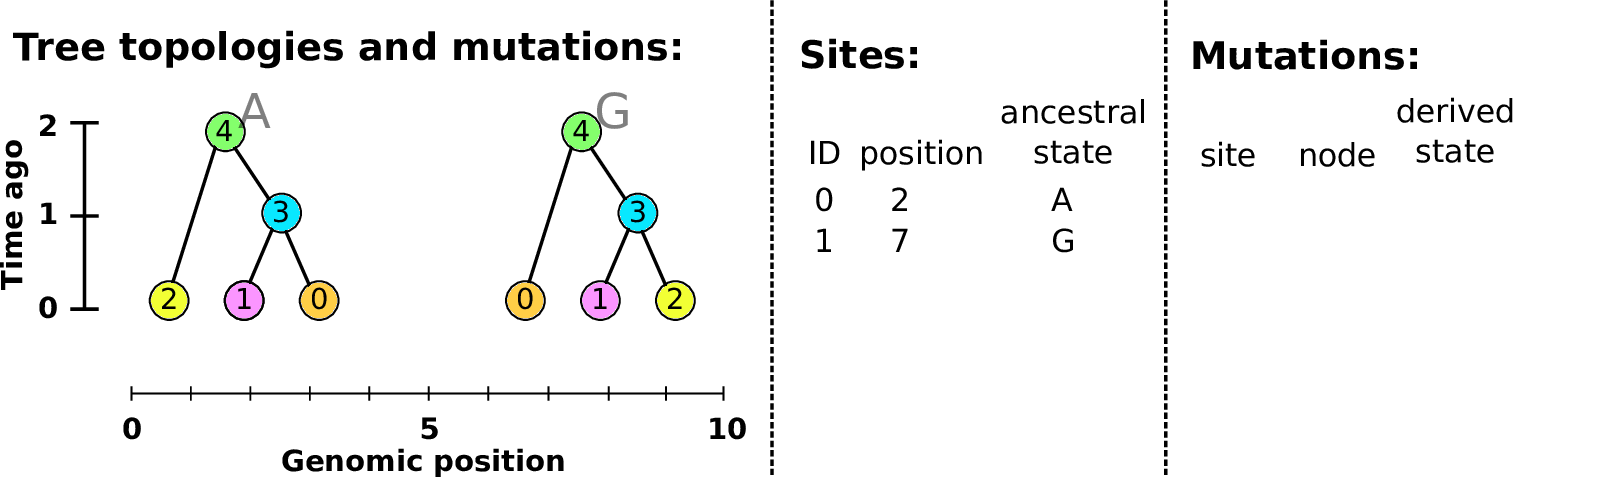 Tree topologies and mutations:
A
G
4
4
2
3
3
1
2
1
0
0
1
2
0
Time ago
0
5
10
Genomic position
Sites:
ancestral
ID position state
0 2 A
1 7 G
Mutations:
derived
site node state